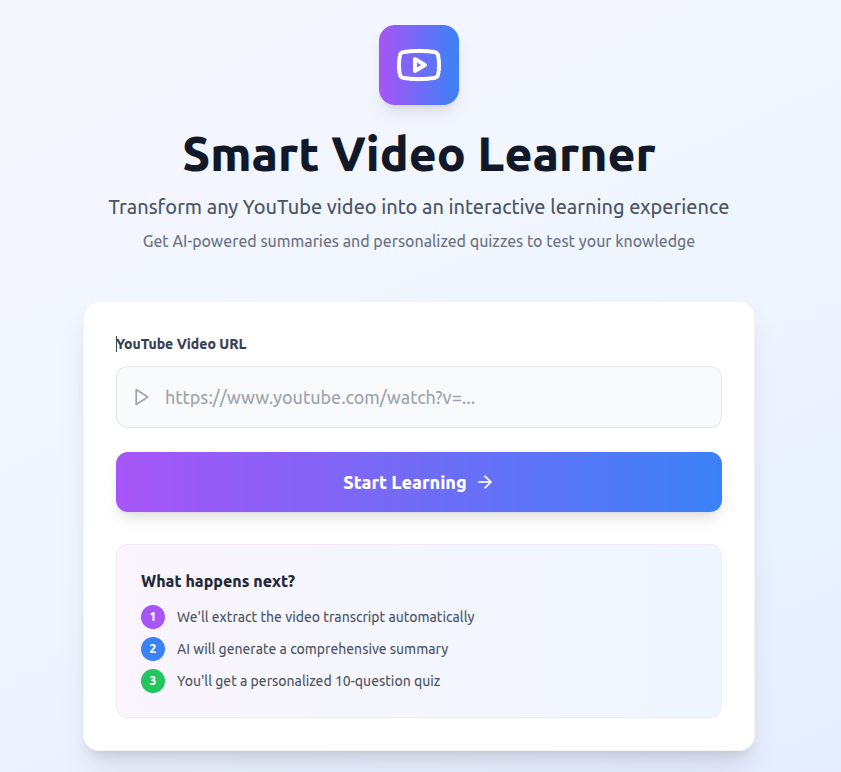 Smart Video Learner
Transform any YouTube video into an interactive learning experience
Get AI-powered summaries and personalized quizzes to test your knowledge
YouTube Video URL
https://www.youtube.com/watch?v=...
Start Learning →
What happens next?
1 We'll extract the video transcript automatically
2 AI will generate a comprehensive summary
3 You'll get a personalized 10-question quiz